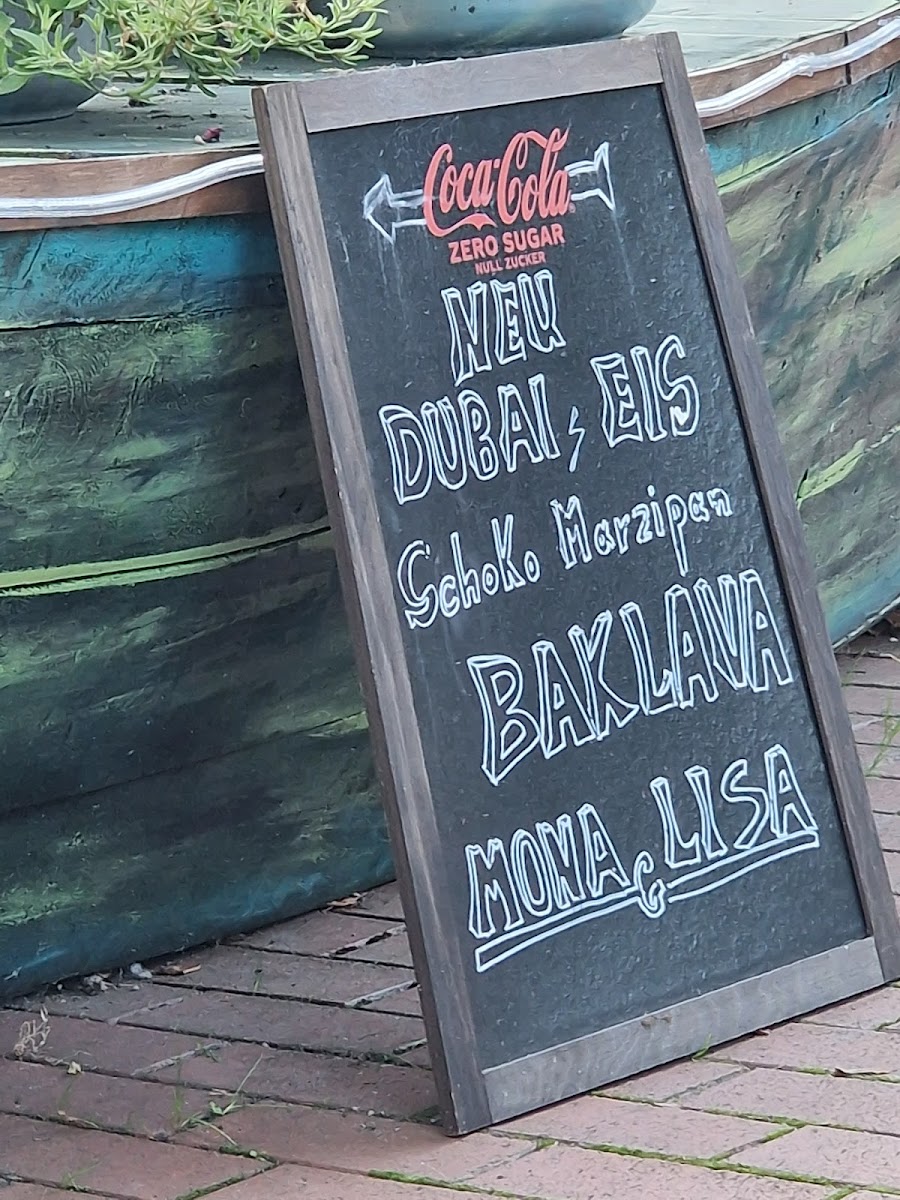 Coca-Cola
ZERO SUGAR
NULL ZUCKER
NEU
DUBAI, EIS
Schoko Marzipan
BAKLAVA
MONA LISA